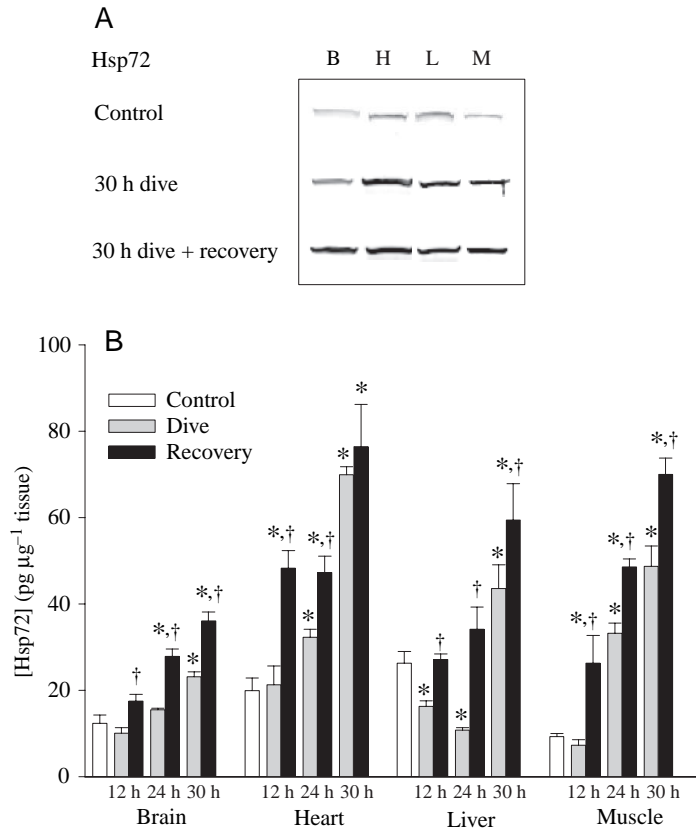 A
Hsp72 B H L M
Control
30 h dive
30 h dive + recovery
B
100
80
60
40
20
0
[Hsp72] (pg µg⁻¹ tissue)
Control
Dive
Recovery
† *,† * *,†
*,† * *,† * *
* † * † * *,†
*,† * *,† * *,†
12 h 24 h 30 h 12 h 24 h 30 h 12 h 24 h 30 h 12 h 24 h 30 h
Brain Heart Liver Muscle